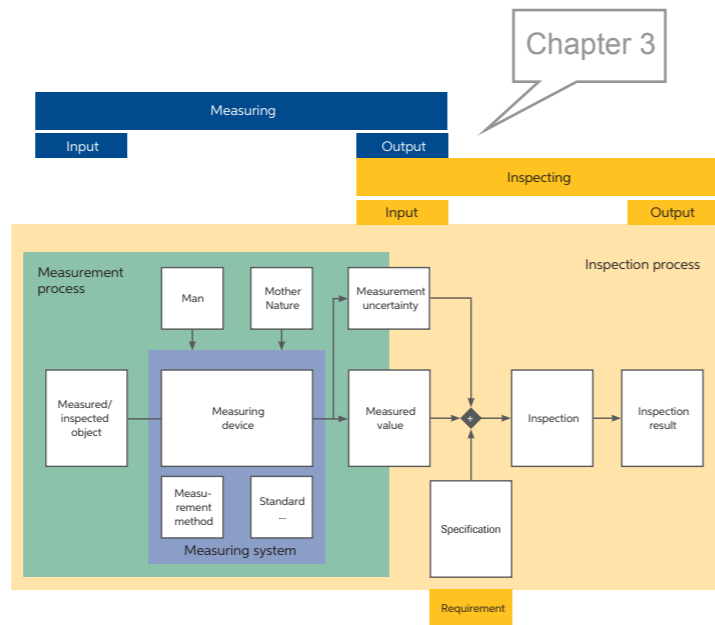 Chapter 3
Measuring
Input
Output
Inspecting
Input
Output
Measurement
process
Inspection process
Man
Mother
Nature
Measurement
uncertainty
Measured/
inspected
object
Measuring
device
Measured
value
Inspection
Inspection
result
Measu-
rement
method
Standard
...
Specification
Measuring system
Requirement